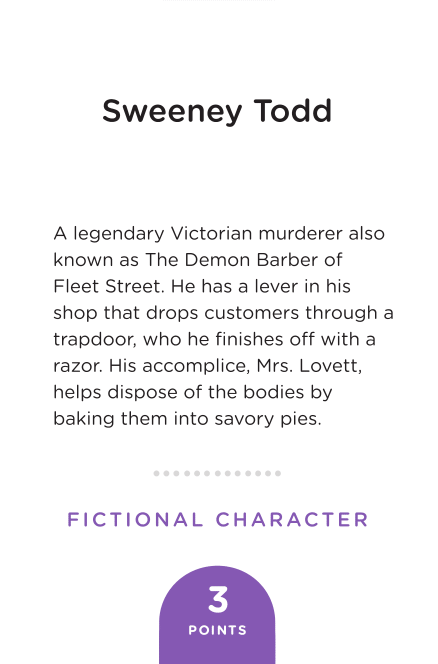 Sweeney Todd
A legendary Victorian murderer also
known as The Demon Barber of
Fleet Street. He has a lever in his
shop that drops customers through a
trapdoor, who he finishes off with a
razor. His accomplice, Mrs. Lovett,
helps dispose of the bodies by
baking them into savory pies.
FICTIONAL CHARACTER
3
POINTS